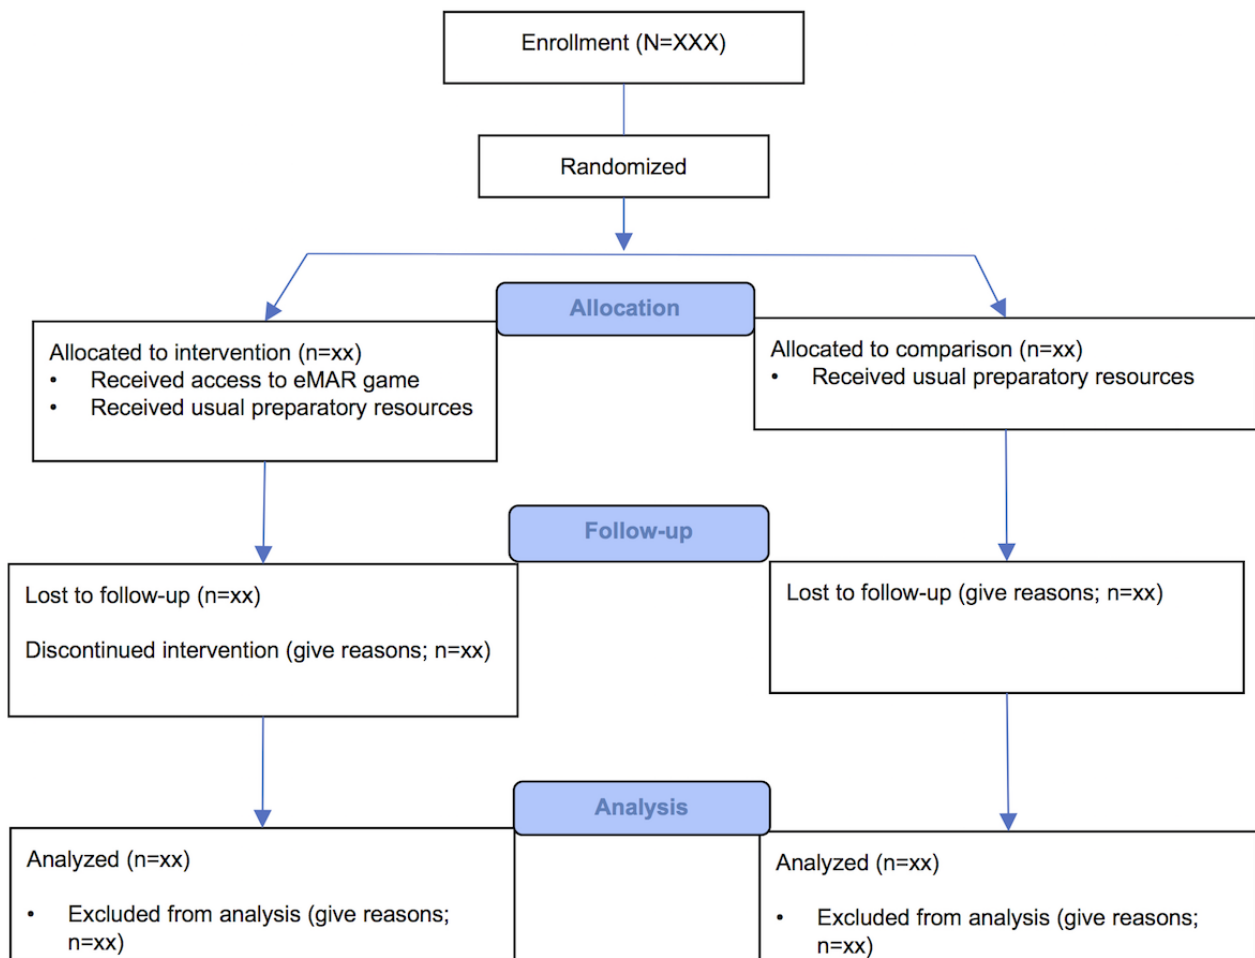 Enrollment (N=XXX)
Randomized
Allocation
Allocated to intervention (n=xx)
• Received access to eMAR game
• Received usual preparatory resources
Allocated to comparison (n=xx)
• Received usual preparatory resources
Follow-up
Lost to follow-up (n=xx)
Discontinued intervention (give reasons; n=xx)
Lost to follow-up (give reasons; n=xx)
Analysis
Analyzed (n=xx)
• Excluded from analysis (give reasons;
n=xx)
Analyzed (n=xx)
• Excluded from analysis (give reasons;
n=xx)